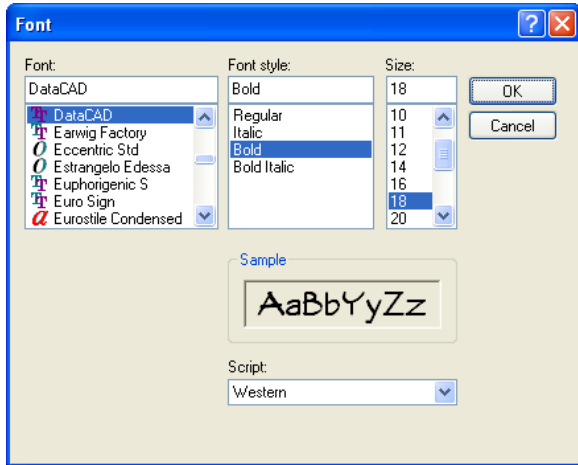 Font
Font:
DataCAD
DataCAD
Earwig Factory
Eccentric Std
Estrangelo Edessa
Euphorigenic S
Euro Sign
Eurostile Condensed
Font style:
Bold
Regular
Italic
Bold
Bold Italic
Size:
18
10
11
12
14
16
18
20
OK
Cancel
Sample
AaBbYyZz
Script:
Western